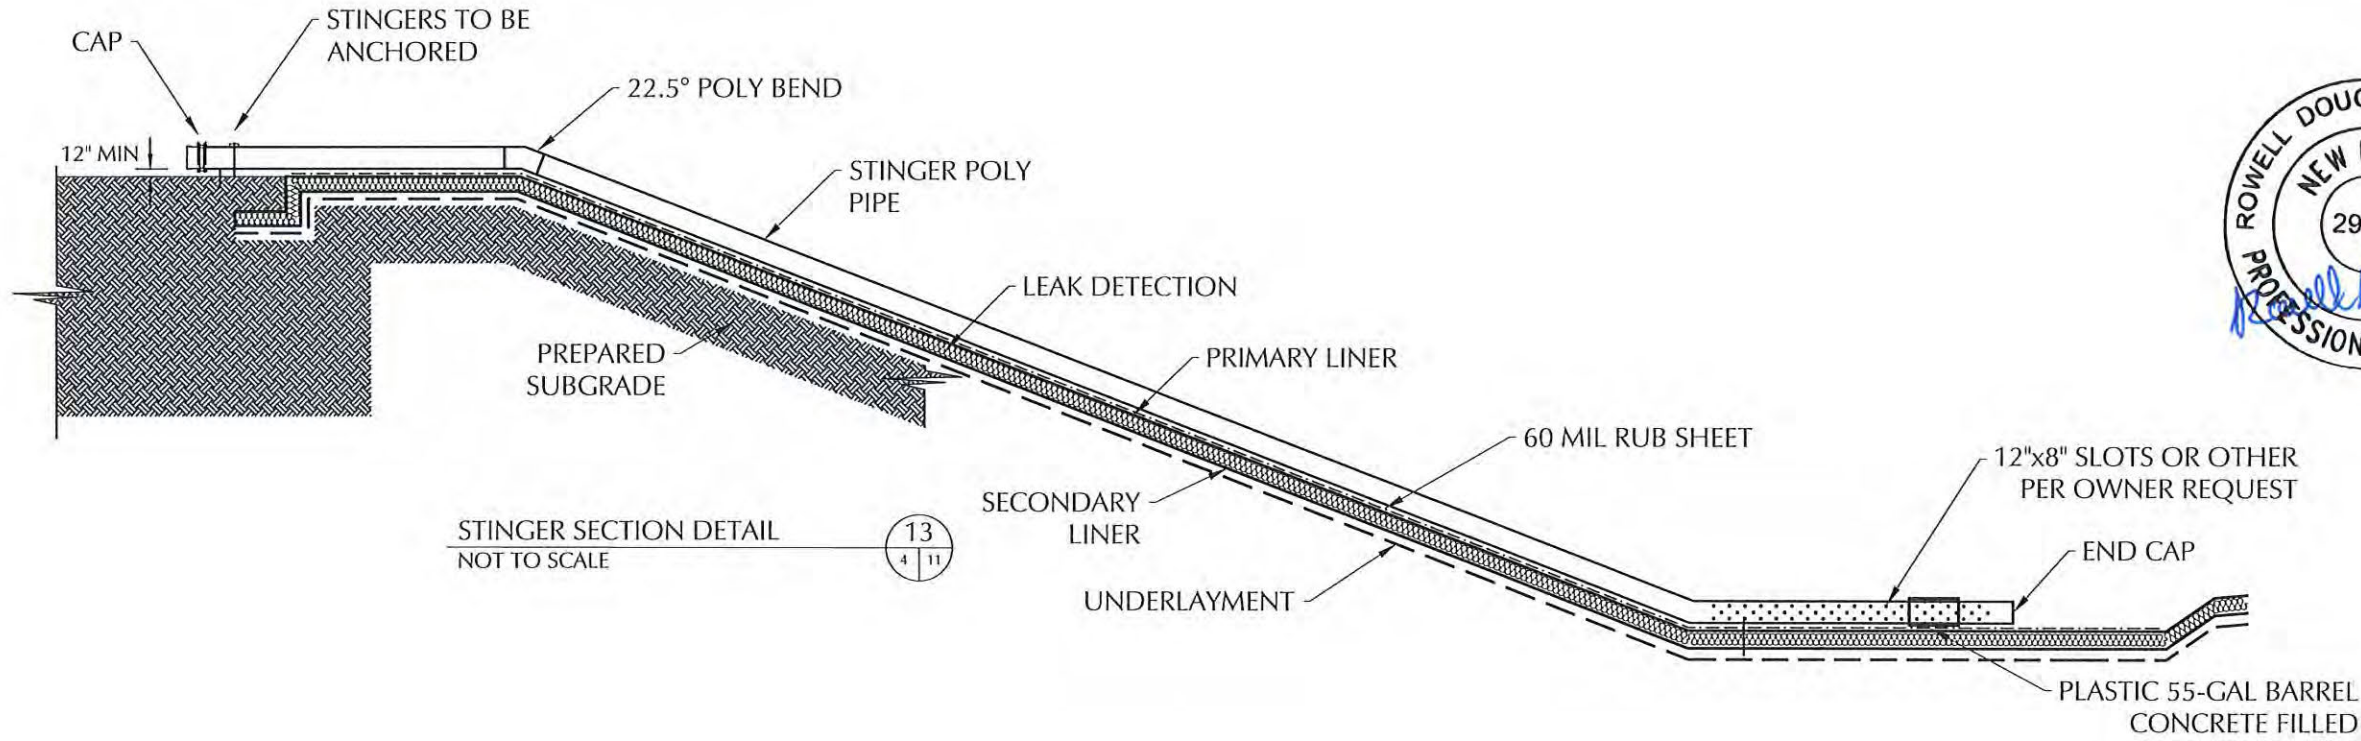 CAP
STINGERS TO BE
ANCHORED
22.5° POLY BEND
12" MIN
STINGER POLY
PIPE
LEAK DETECTION
PREPARED
SUBGRADE
PRIMARY LINER
60 MIL RUB SHEET
12"x8" SLOTS OR OTHER
PER OWNER REQUEST
SECONDARY
LINER
END CAP
UNDERLAYMENT
PLASTIC 55-GAL BARREL
CONCRETE FILLED
STINGER SECTION DETAIL
NOT TO SCALE
13
4 11
ROWELL
NEW
29